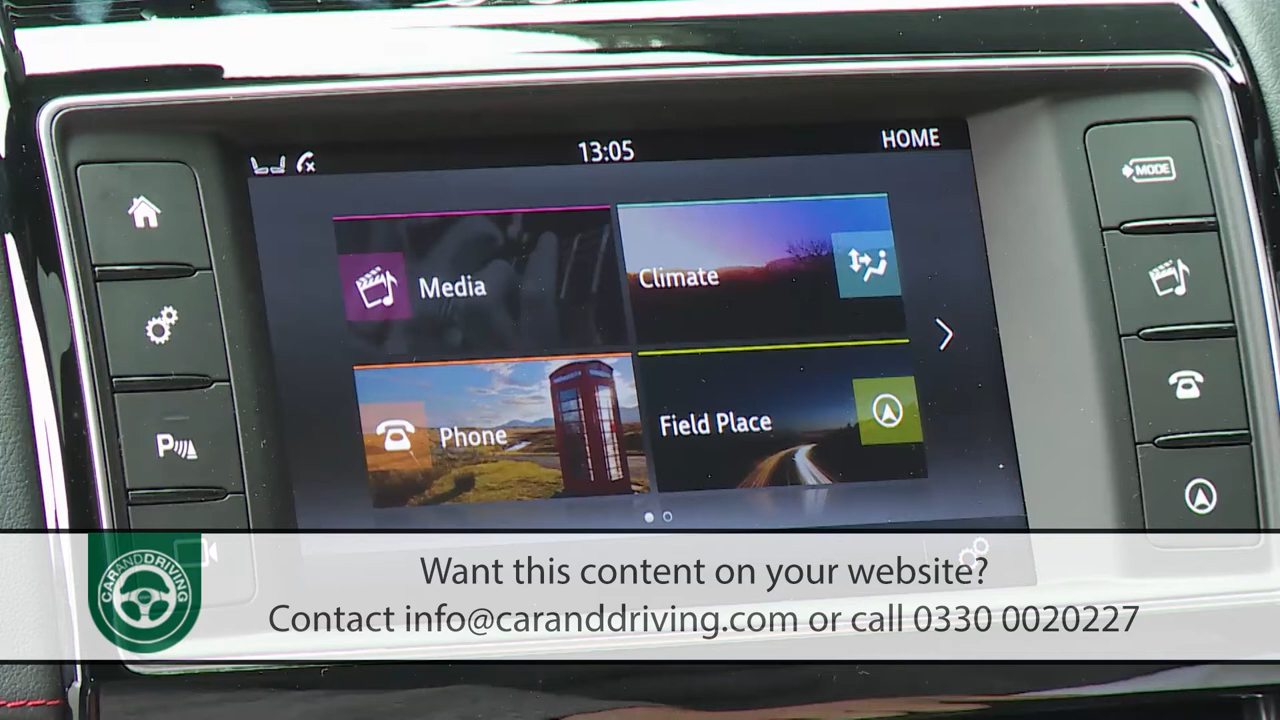 13:05
HOME
MODE
Media
Climate
Phone
Field Place
P
CARANDDRIVING
Want this content on your website?
Contact info@caranddriving.com or call 0330 0020227